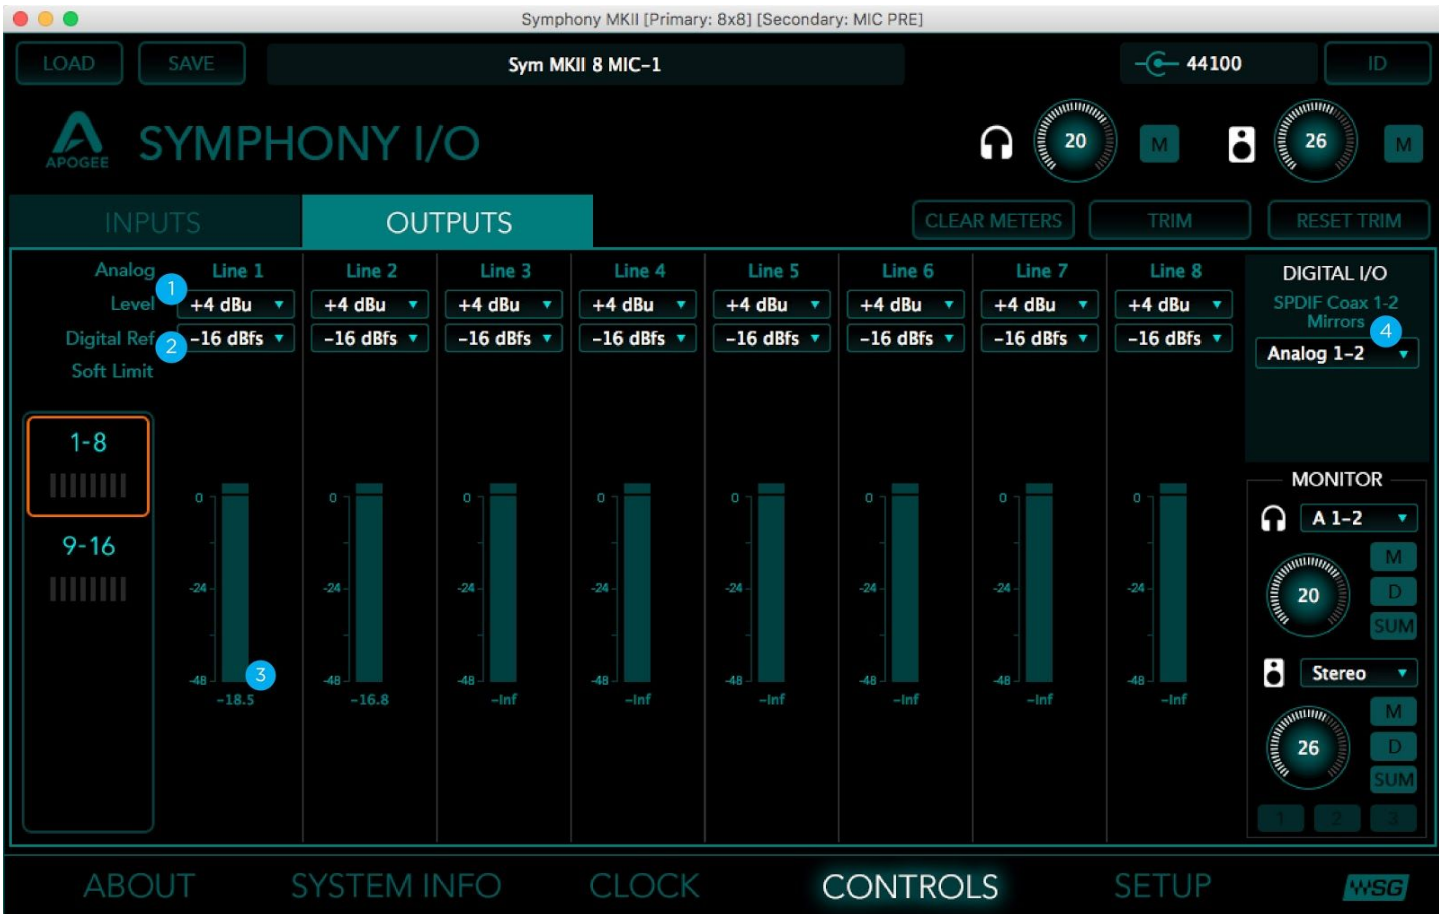 Symphony MKII [Primary: 8x8] [Secondary: MIC PRE]
LOAD SAVE Sym MKII 8 MIC-1 44100 ID
APOGEE SYMPHONY I/O 20 M 26 M
INPUTS OUTPUTS CLEAR METERS TRIM RESET TRIM
Analog Line 1 Line 2 Line 3 Line 4 Line 5 Line 6 Line 7 Line 8
1
Level +4 dBu +4 dBu +4 dBu +4 dBu +4 dBu +4 dBu +4 dBu +4 dBu
Digital Ref 2 -16 dBfs -16 dBfs -16 dBfs -16 dBfs -16 dBfs -16 dBfs -16 dBfs -16 dBfs
Soft Limit
1-8
9-16
0 0 0 0 0 0 0 0
-24 -24 -24 -24 -24 -24 -24 -24
-48 3 -48 -48 -48 -48 -48 -48 -48
-18.5 -16.8 -Inf -Inf -Inf -Inf -Inf -Inf
DIGITAL I/O
SPDIF Coax 1-2
Mirrors 4
Analog 1-2
MONITOR
A 1-2
M
20 D
SUM
Stereo
M
26 D
SUM
1 2 3
ABOUT SYSTEM INFO CLOCK CONTROLS SETUP WSG